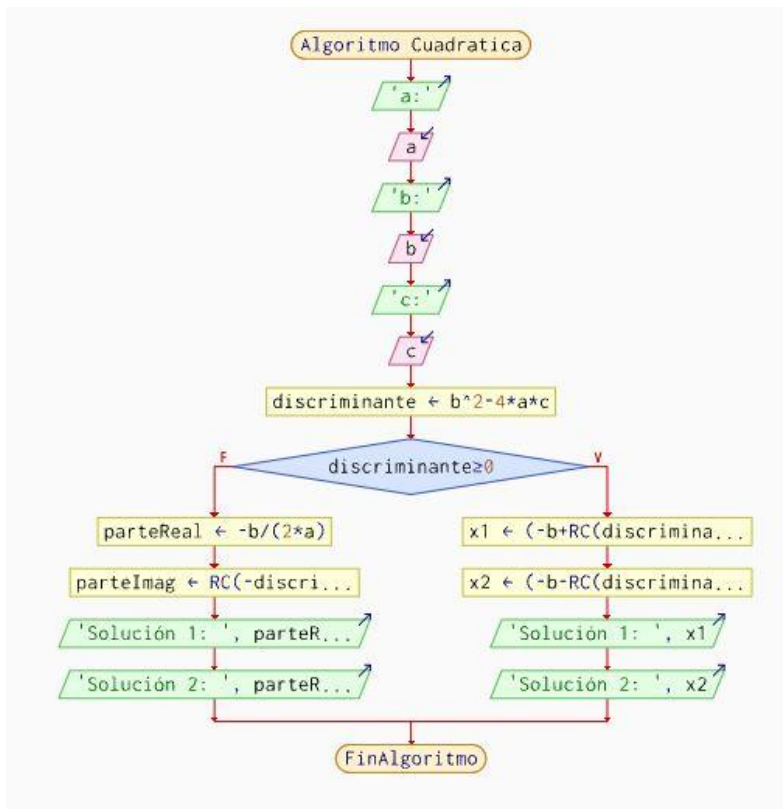 Algoritmo Cuadratica
'a:'
a
'b:'
b
'c:'
c
discriminante ← b^2-4*a*c
F
discriminante≥0
V
parteReal ← -b/(2*a)
x1 ← (-b+RC(discrimina...
parteImag ← RC(-discri...
x2 ← (-b-RC(discrimina...
'Solución 1: ', parteR...
'Solución 1: ', x1
'Solución 2: ', parteR...
'Solución 2: ', x2
FinAlgoritmo